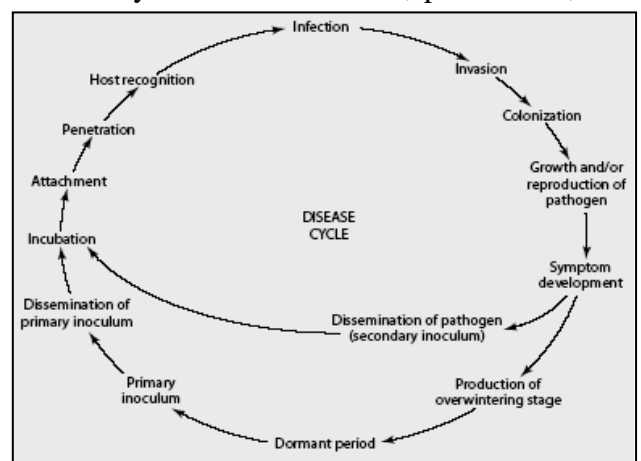 Infection
Invasion
Colonization
Growth and/or
reproduction of
pathogen
Symptom
development
Dissemination of pathogen
(secondary inoculum)
Production of
overwintering stage
Dormant period
Primary
inoculum
Dissemination of
primary inoculum
Incubation
Attachment
Penetration
Host recognition
DISEASE
CYCLE